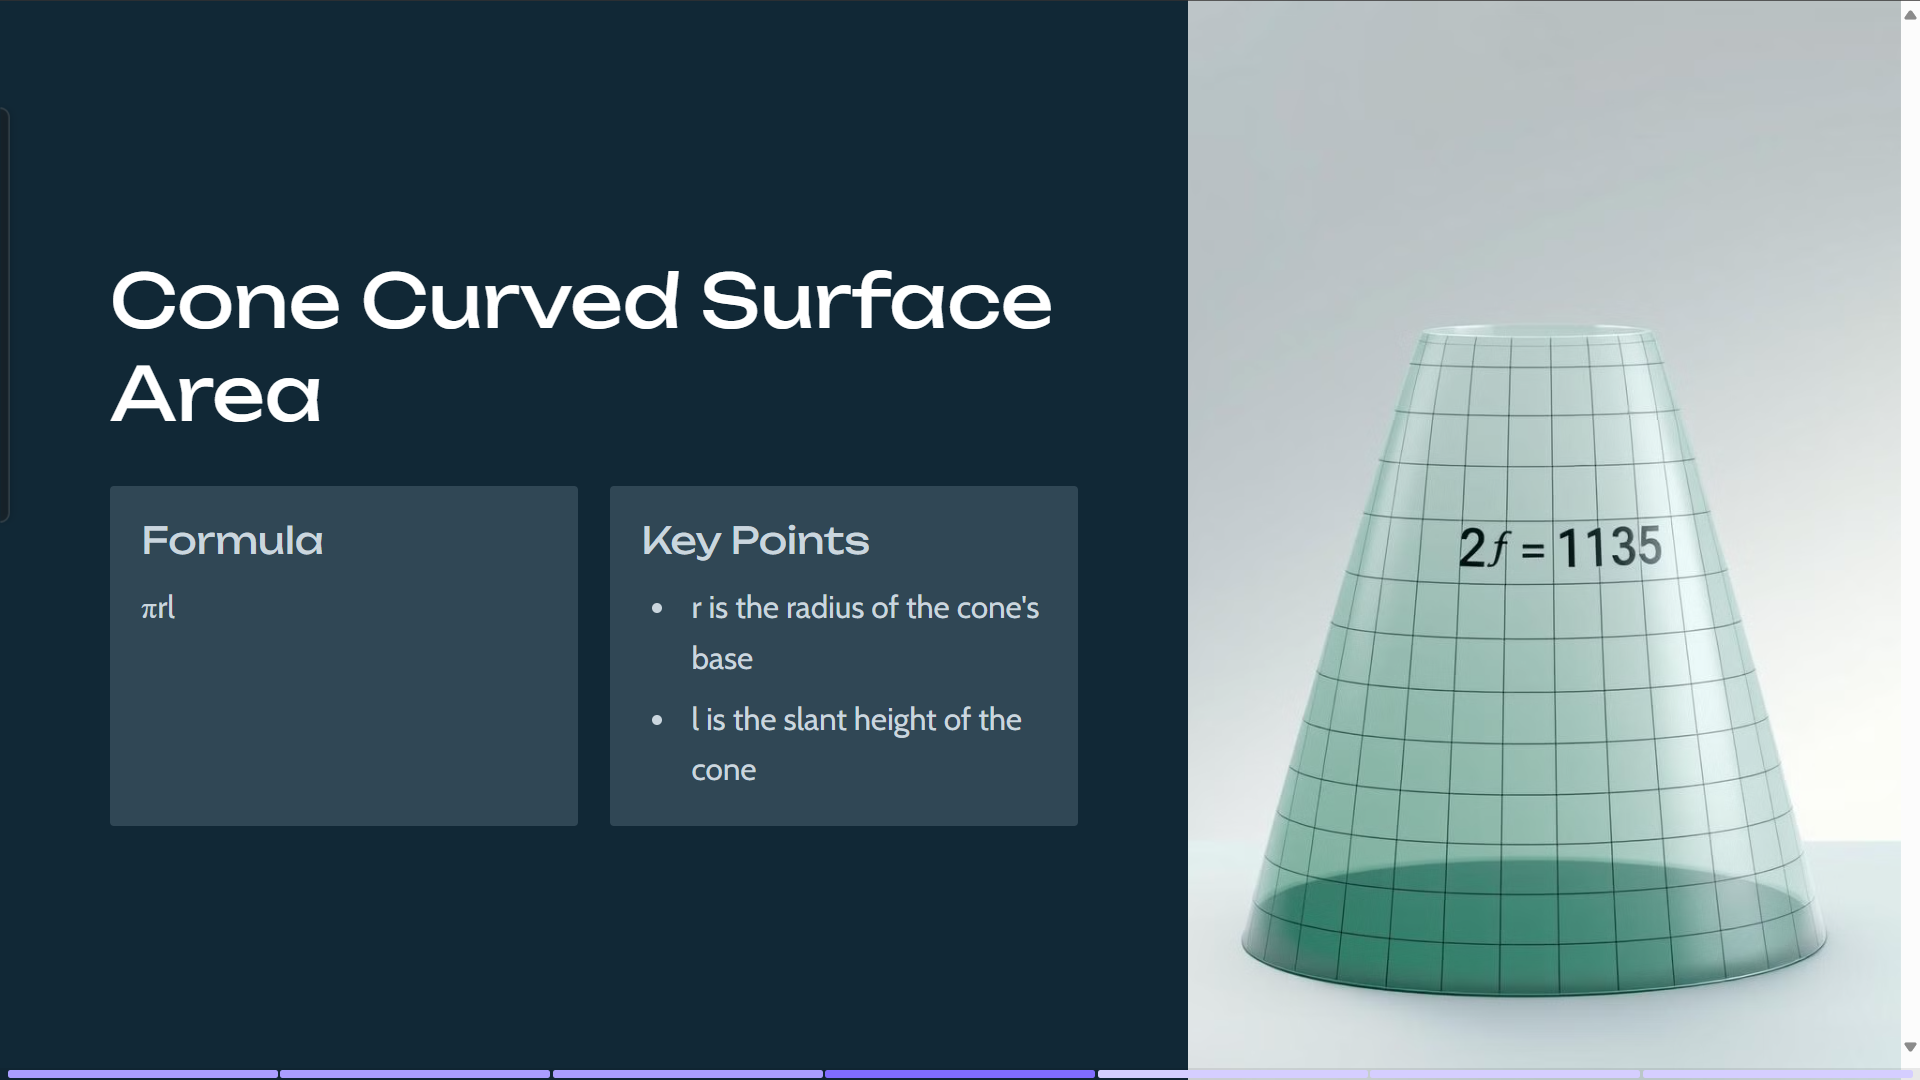 Cone Curved Surface
Area
Formula
πrl
Key Points
• r is the radius of the cone's
base
• l is the slant height of the
cone
2f = 1135